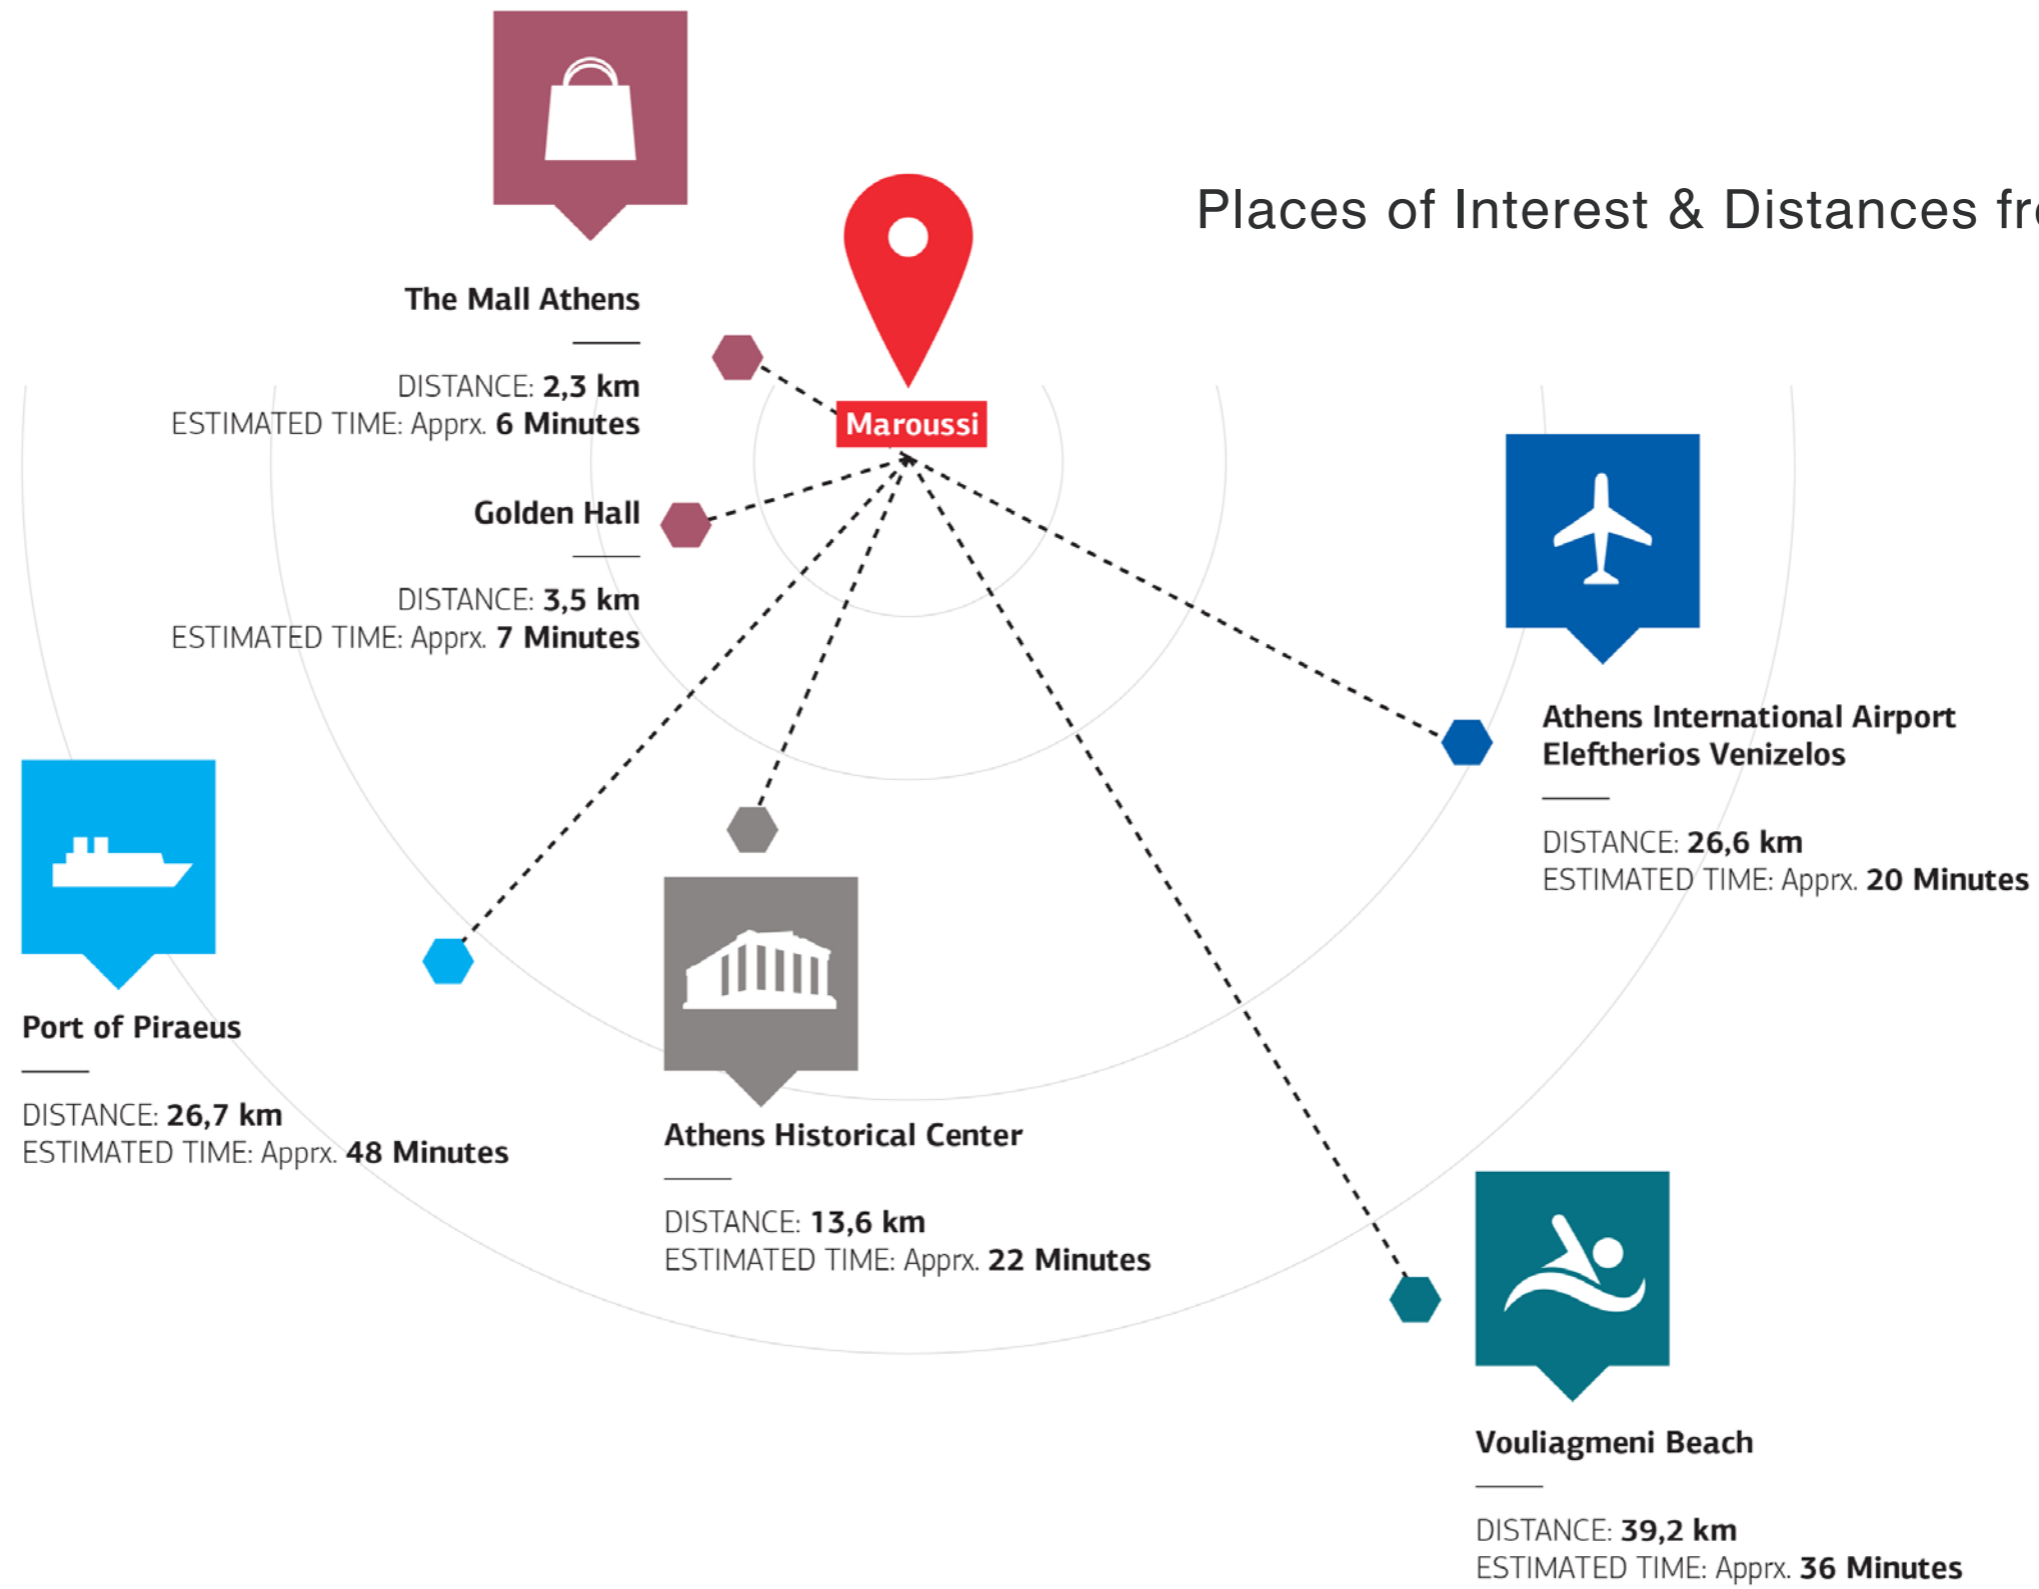 Places of Interest & Distances
The Mall Athens
DISTANCE: 2,3 km
ESTIMATED TIME: Apprx. 6 Minutes
Maroussi
Golden Hall
DISTANCE: 3,5 km
ESTIMATED TIME: Apprx. 7 Minutes
Athens International Airport
Eleftherios Venizelos
DISTANCE: 26,6 km
ESTIMATED TIME: Apprx. 20 Minutes
Port of Piraeus
DISTANCE: 26,7 km
ESTIMATED TIME: Apprx. 48 Minutes
Athens Historical Center
DISTANCE: 13,6 km
ESTIMATED TIME: Apprx. 22 Minutes
Vouliagmeni Beach
DISTANCE: 39,2 km
ESTIMATED TIME: Apprx. 36 Minutes